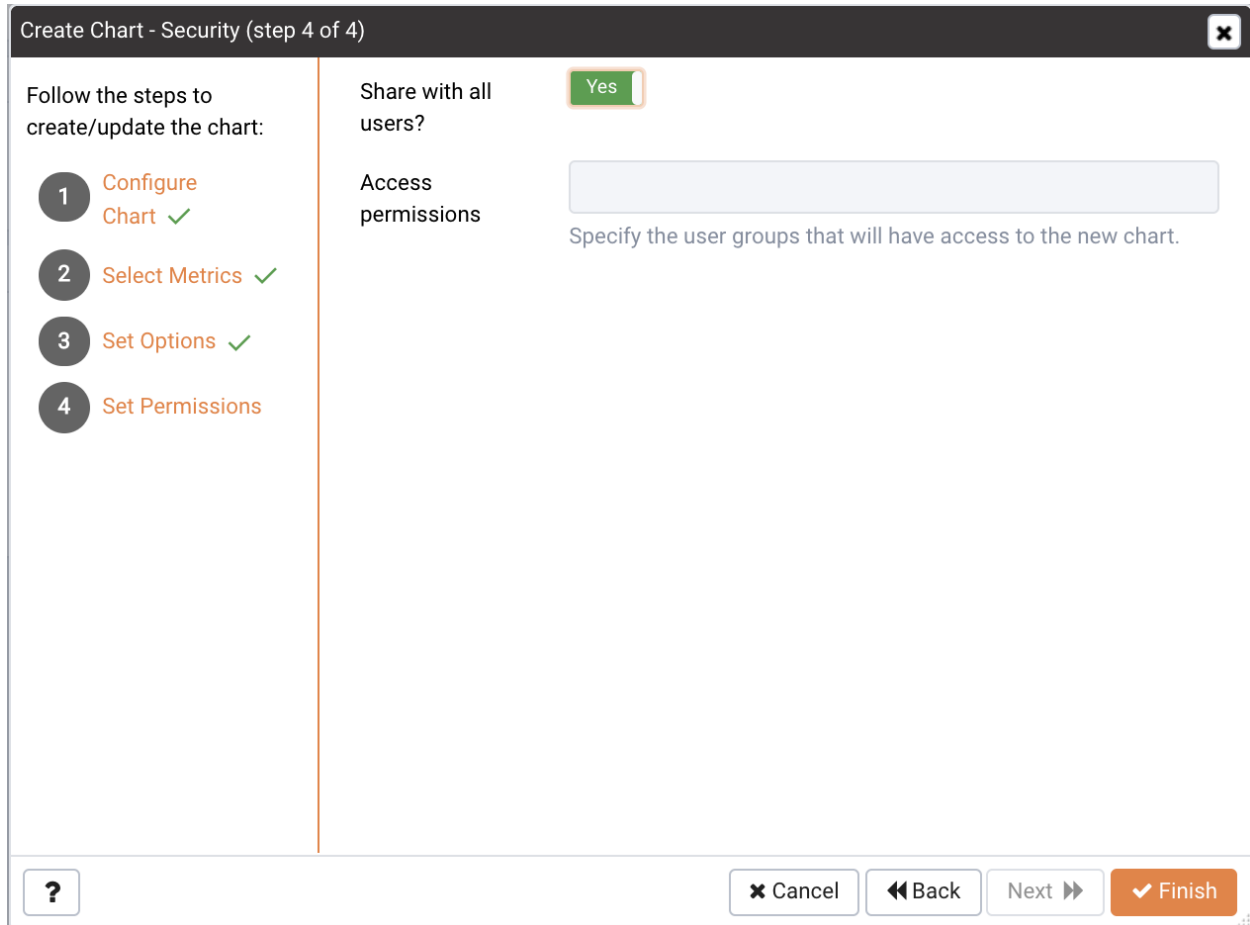 Create Chart - Security (step 4 of 4)
Follow the steps to
create/update the chart:
1
Configure
Chart
2
Select Metrics
3
Set Options
4
Set Permissions
Share with all
users?
Yes
Access
permissions
Specify the user groups that will have access to the new chart.
?
Cancel
Back
Next
Finish